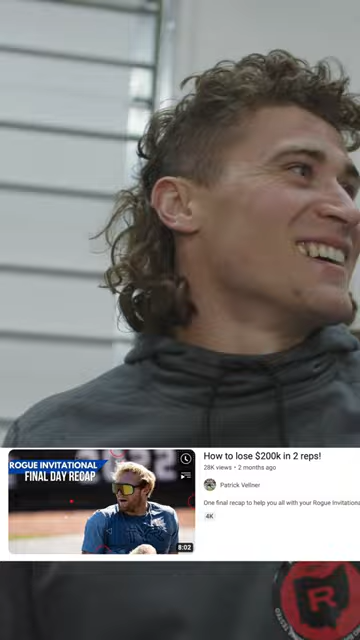 ROGUE INVITATIONAL
FINAL DAY RECAP
8:02
How to lose $200k in 2 reps!
28K views • 2 months ago
Patrick Vellner
One final recap to help you all with your Rogue Invitationa
4K
R
TESTED